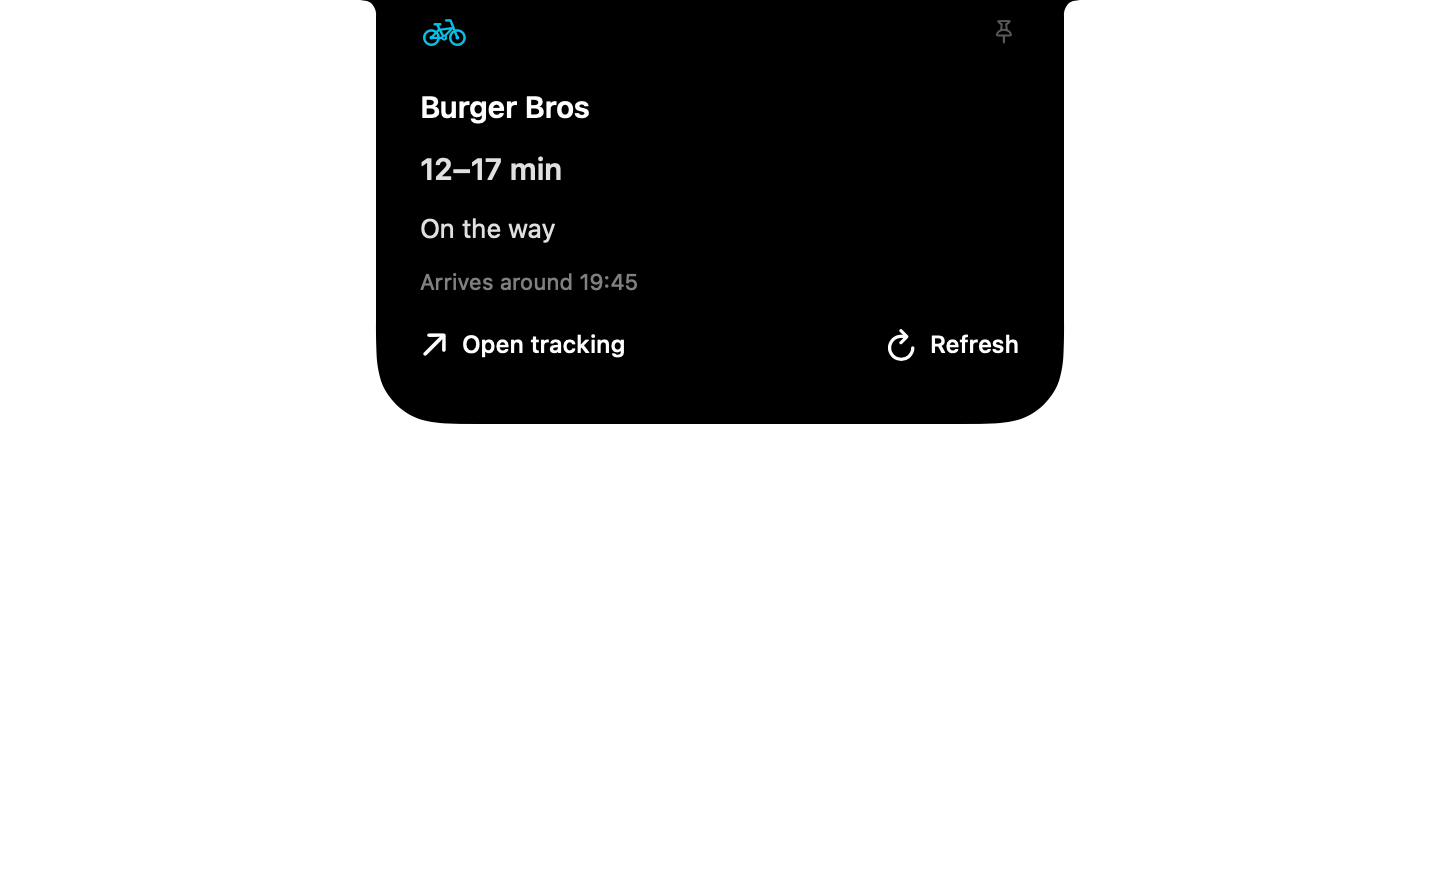 Burger Bros
12–17 min
On the way
Arrives around 19:45
Open tracking
Refresh